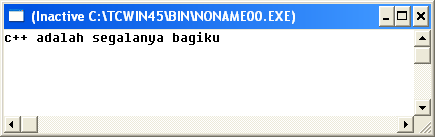 (Inactive C:\TCWIN45\BIN\NONAME00.EXE)
c++ adalah segalanya bagiku